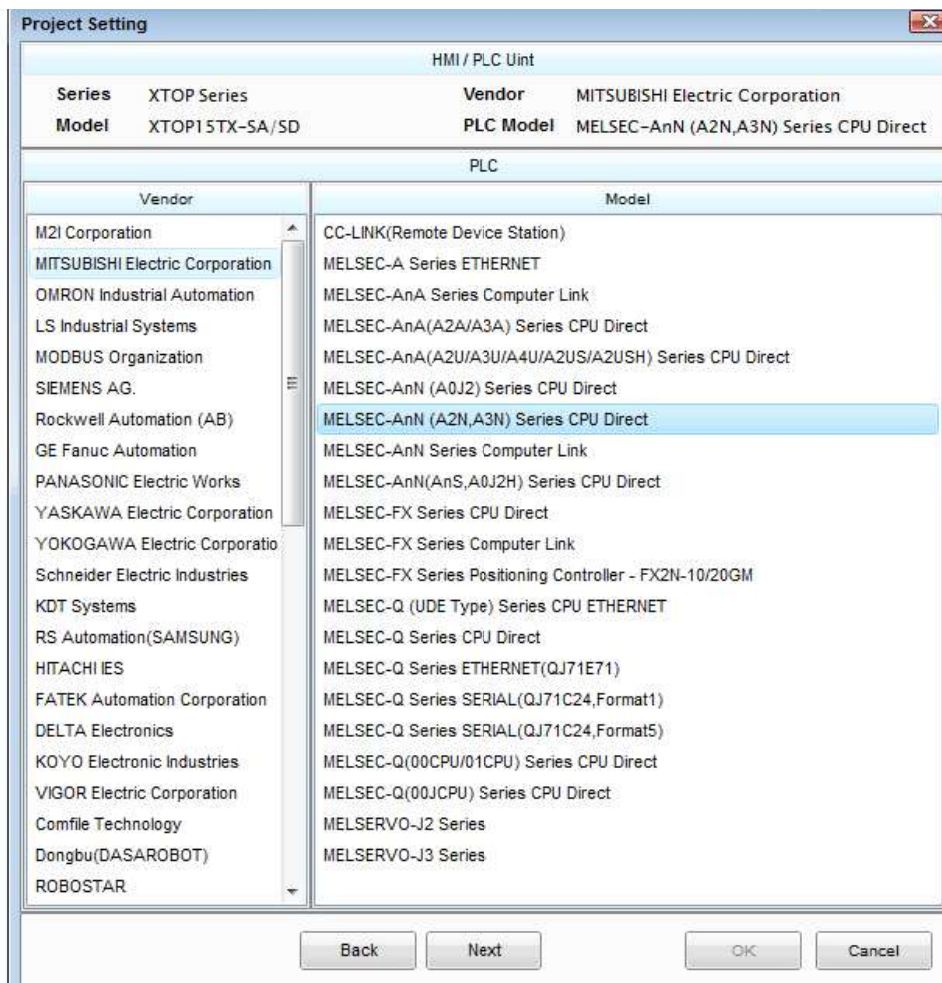 Project Setting
HMI / PLC Uint
Series XTOP Series Vendor MITSUBISHI Electric Corporation
Model XTOP15TX-SA/SD PLC Model MELSEC-AnN (A2N,A3N) Series CPU Direct
PLC
Vendor
M2I Corporation
MITSUBISHI Electric Corporation
OMRON Industrial Automation
LS Industrial Systems
MODBUS Organization
SIEMENS AG.
Rockwell Automation (AB)
GE Fanuc Automation
PANASONIC Electric Works
YASKAWA Electric Corporation
YOKOGAWA Electric Corporatio
Schneider Electric Industries
KDT Systems
RS Automation(SAMSUNG)
HITACHI IES
FATEK Automation Corporation
DELTA Electronics
KOYO Electronic Industries
VIGOR Electric Corporation
Comfile Technology
Dongbu(DASAROBOT)
ROBOSTAR
Model
CC-LINK(Remote Device Station)
MELSEC-A Series ETHERNET
MELSEC-AnA Series Computer Link
MELSEC-AnA(A2A/A3A) Series CPU Direct
MELSEC-AnA(A2U/A3U/A4U/A2US/A2USH) Series CPU Direct
MELSEC-AnN (A0J2) Series CPU Direct
MELSEC-AnN (A2N,A3N) Series CPU Direct
MELSEC-AnN Series Computer Link
MELSEC-AnN(AnS,A0J2H) Series CPU Direct
MELSEC-FX Series CPU Direct
MELSEC-FX Series Computer Link
MELSEC-FX Series Positioning Controller - FX2N-10/20GM
MELSEC-Q (UDE Type) Series CPU ETHERNET
MELSEC-Q Series CPU Direct
MELSEC-Q Series ETHERNET(QJ71E71)
MELSEC-Q Series SERIAL(QJ71C24,Format1)
MELSEC-Q Series SERIAL(QJ71C24,Format5)
MELSEC-Q(00CPU/01CPU) Series CPU Direct
MELSEC-Q(00JCPU) Series CPU Direct
MELSERVO-J2 Series
MELSERVO-J3 Series
Back Next OK Cancel